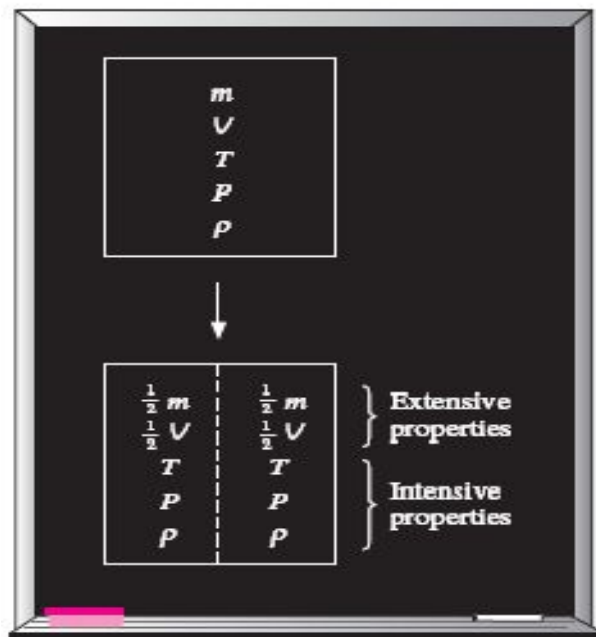 m
V
T
P
ρ
½ m ½ m
½ V ½ V
T T
P P
ρ ρ
Extensive
properties
Intensive
properties